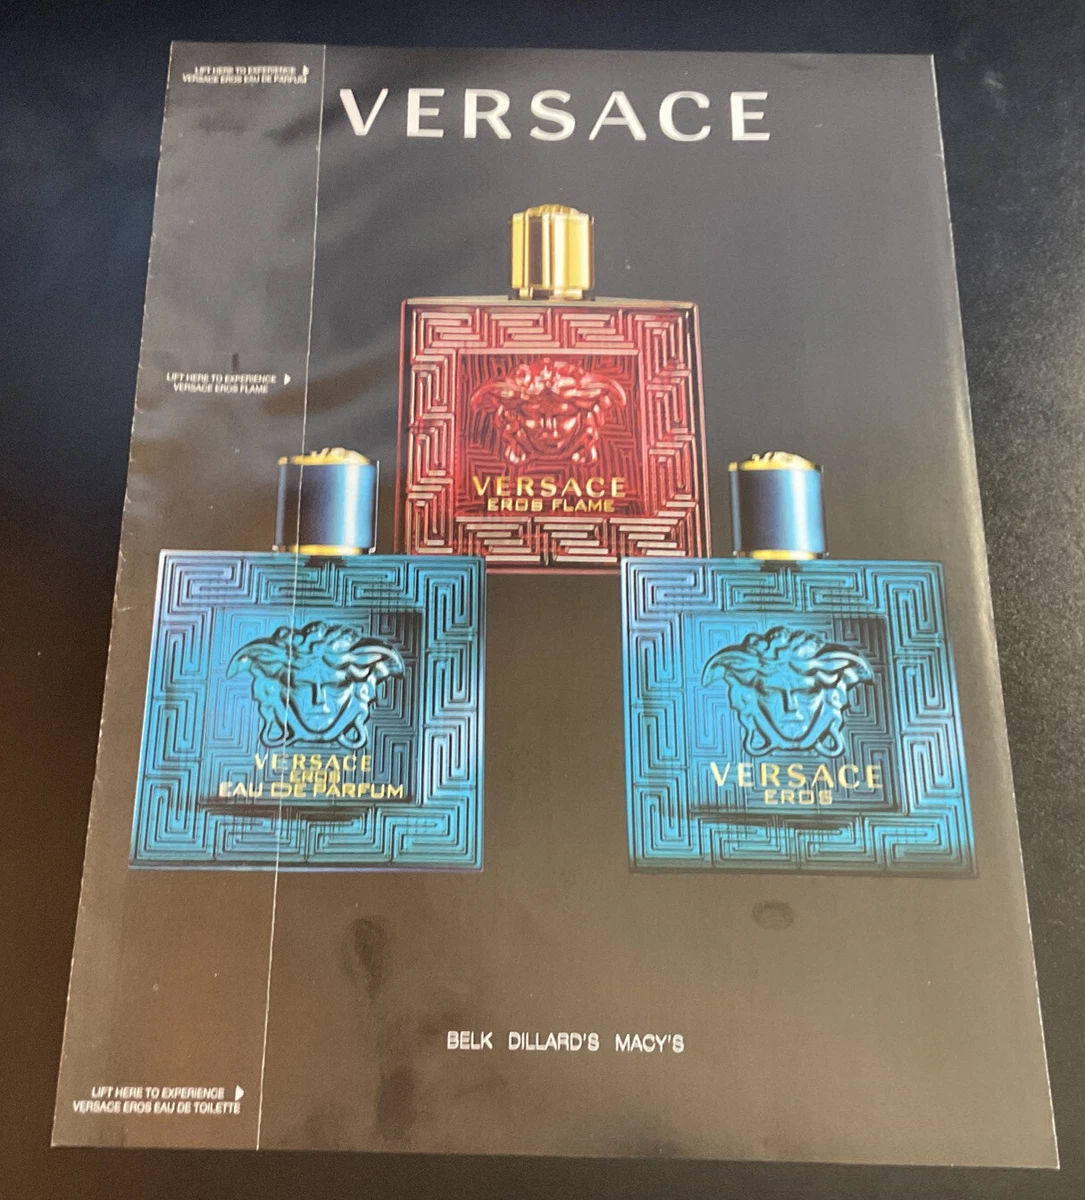 LIFT HERE TO EXPERIENCE
VERSACE EROS EAU DE PARFUM
VERSACE
LIFT HERE TO EXPERIENCE
VERSACE EROS FLAME
VERSACE
EROS FLAME
VERSACE
EROS
EAU DE PARFUM
VERSACE
EROS
BELK DILLARD'S MACY'S
LIFT HERE TO EXPERIENCE
VERSACE EROS EAU DE TOILETTE